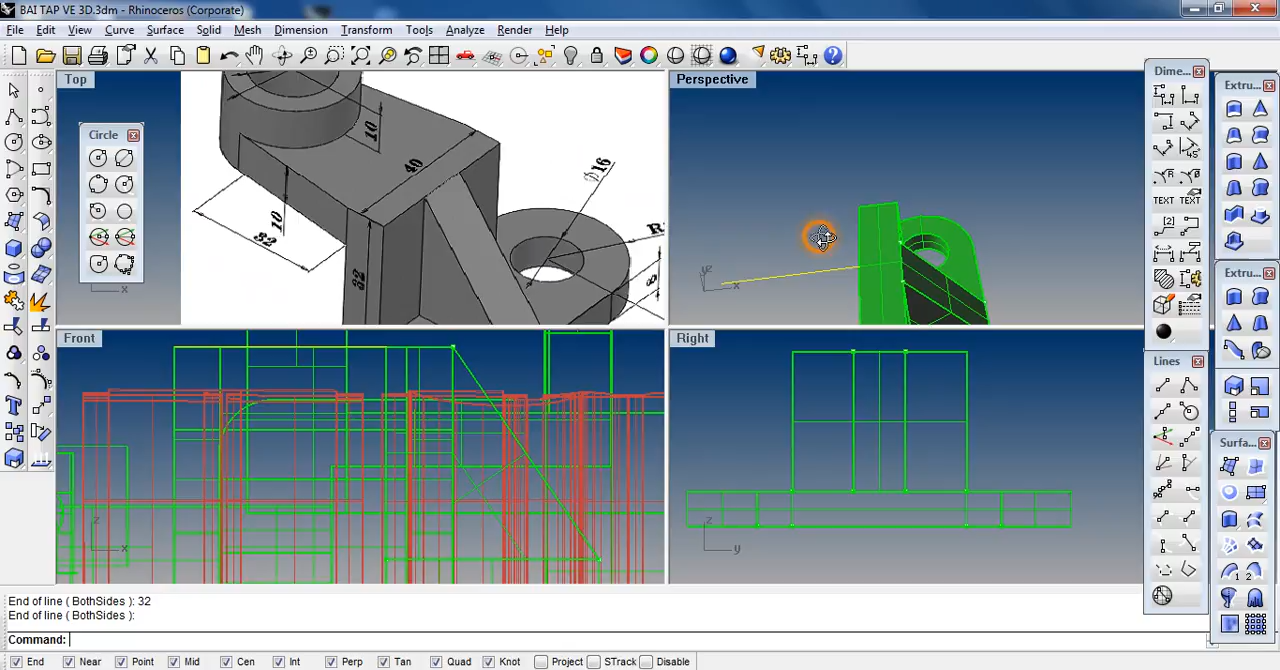 BAI TAP VE 3D.3dm - Rhinoceros (Corporate)
File Edit View Curve Surface Solid Mesh Dimension Transform Tools Analyze Render Help
Top
Perspective
Circle
Dime...
Extru...
10
40
Φ16
R
10
32
32
8
x
y z
x
Extru...
Front
Right
Lines
Surfa...
TEXT TEXT
z
x
z
y
End of line ( BothSides ): 32
End of line ( BothSides ):
Command:
End Near Point Mid Cen Int Perp Tan Quad Knot Project STrack Disable